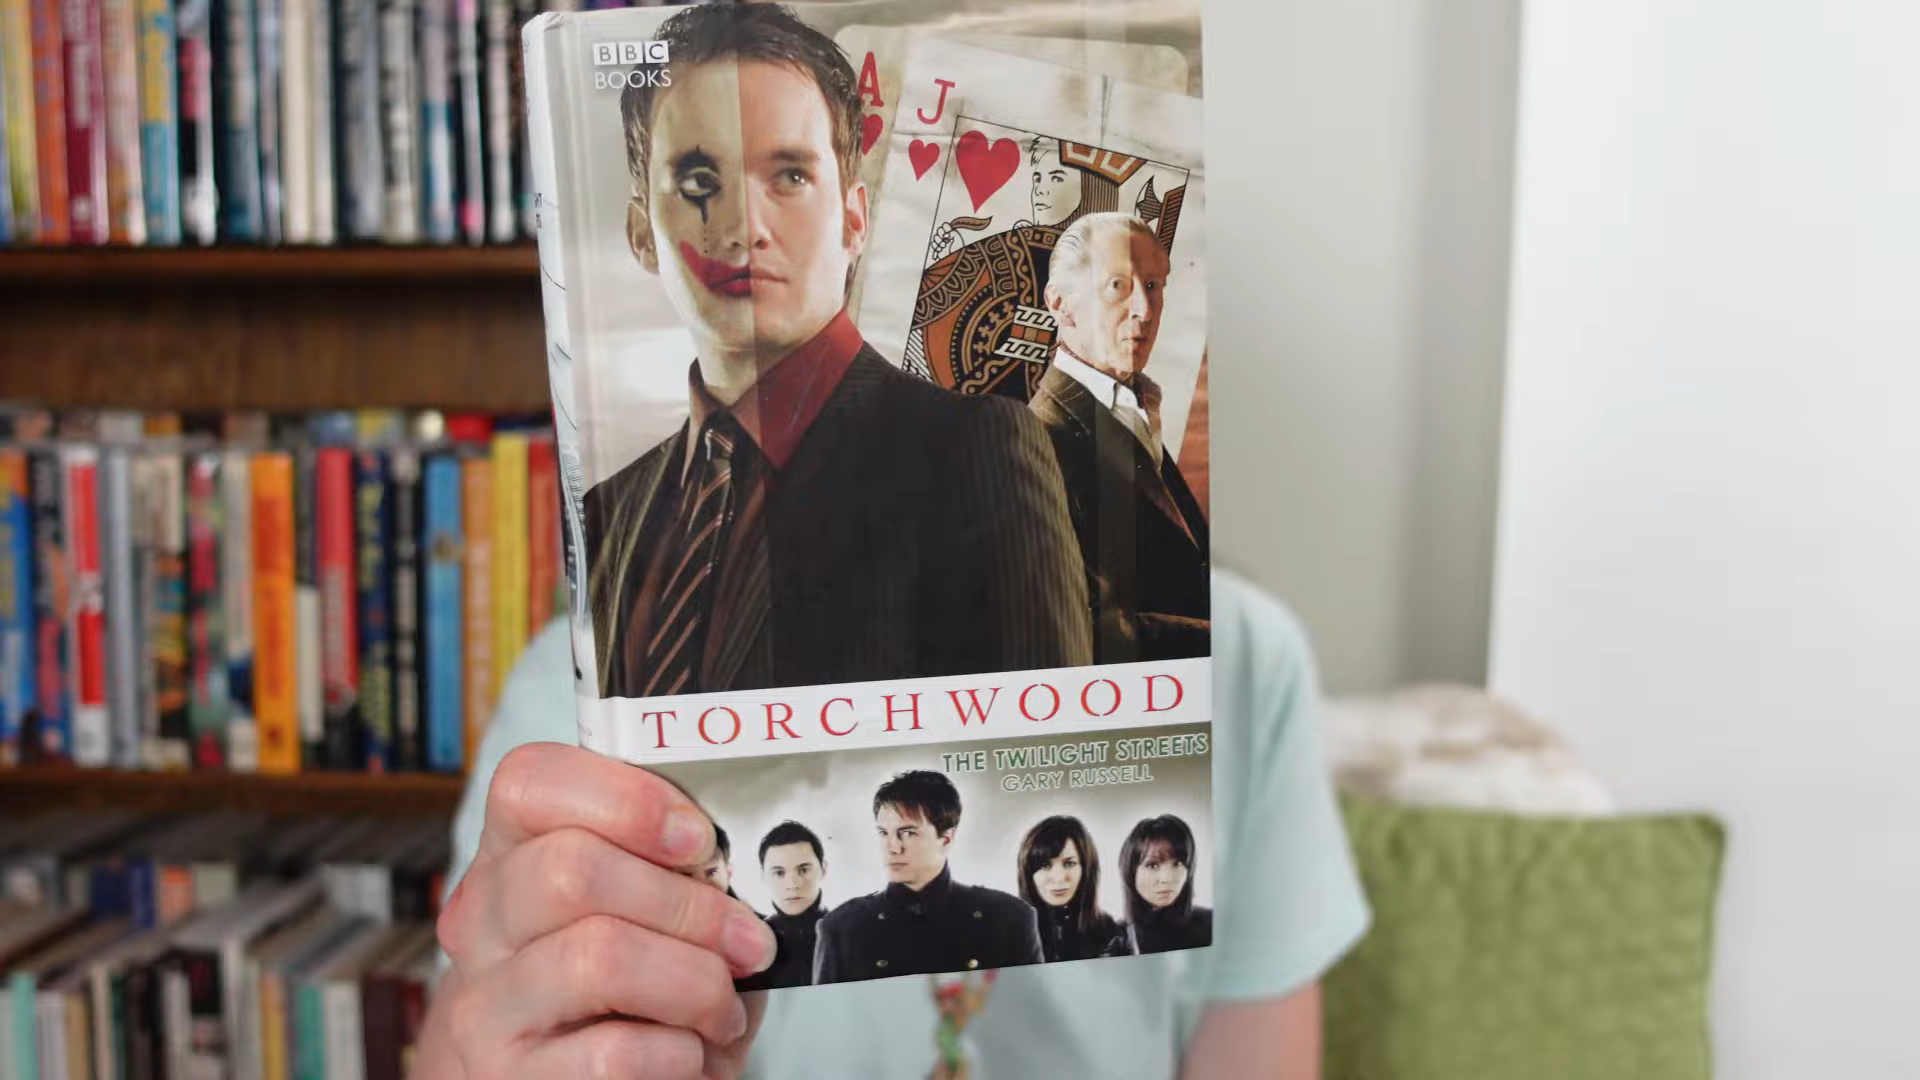 BBC
BOOKS
A
J
TORCHWOOD
THE TWILIGHT STREETS
GARY RUSSELL